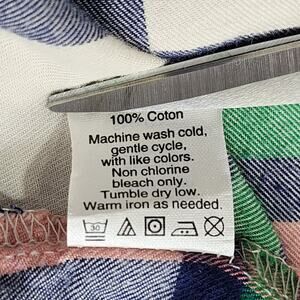 100% Coton
Machine wash cold,
gentle cycle,
with like colors.
Non chlorine
bleach only.
Tumble dry low.
Warm iron as needed.
30